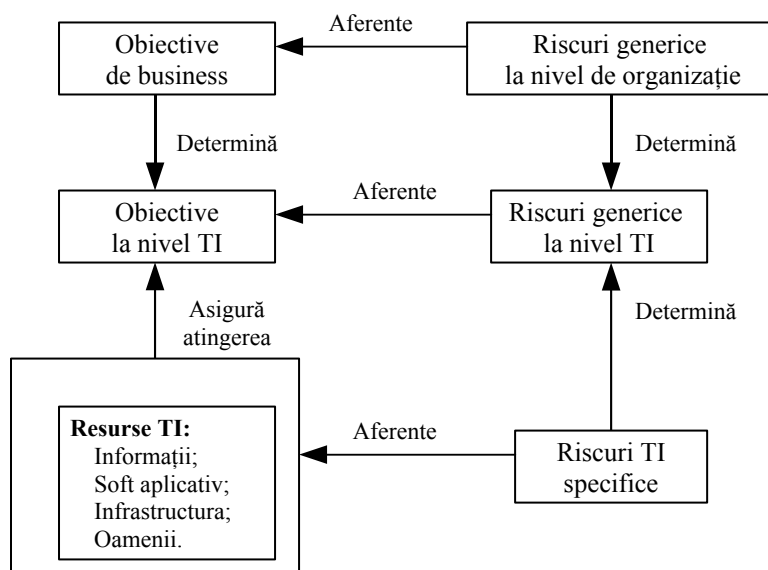 Obiective
de business
Aferente
Riscuri generice
la nivel de organizație
Determină
Determină
Obiective
la nivel TI
Aferente
Riscuri generice
la nivel TI
Asigură
atingerea
Determină
Resurse TI:
Informații;
Soft aplicativ;
Infrastructura;
Oamenii.
Aferente
Riscuri TI
specifice